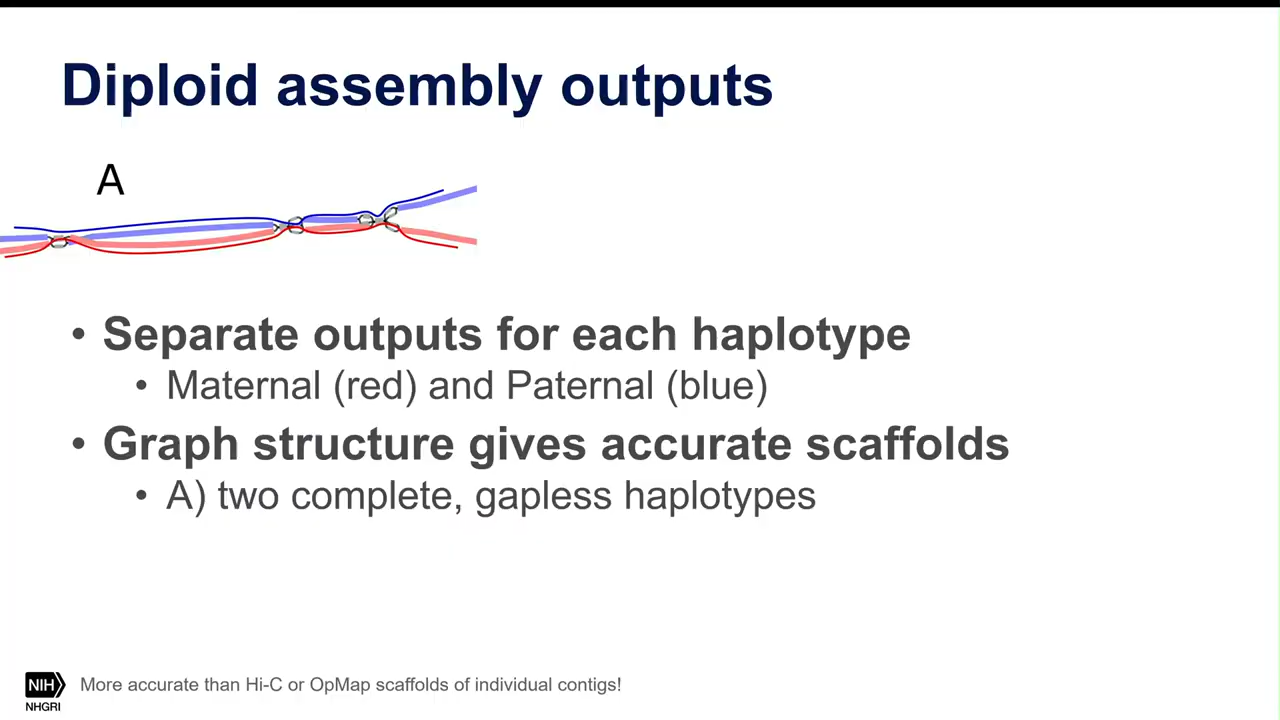 Diploid assembly outputs
A
• Separate outputs for each haplotype
• Maternal (red) and Paternal (blue)
• Graph structure gives accurate scaffolds
• A) two complete, gapless haplotypes
NIH
NHGRI
More accurate than Hi-C or OpMap scaffolds of individual contigs!